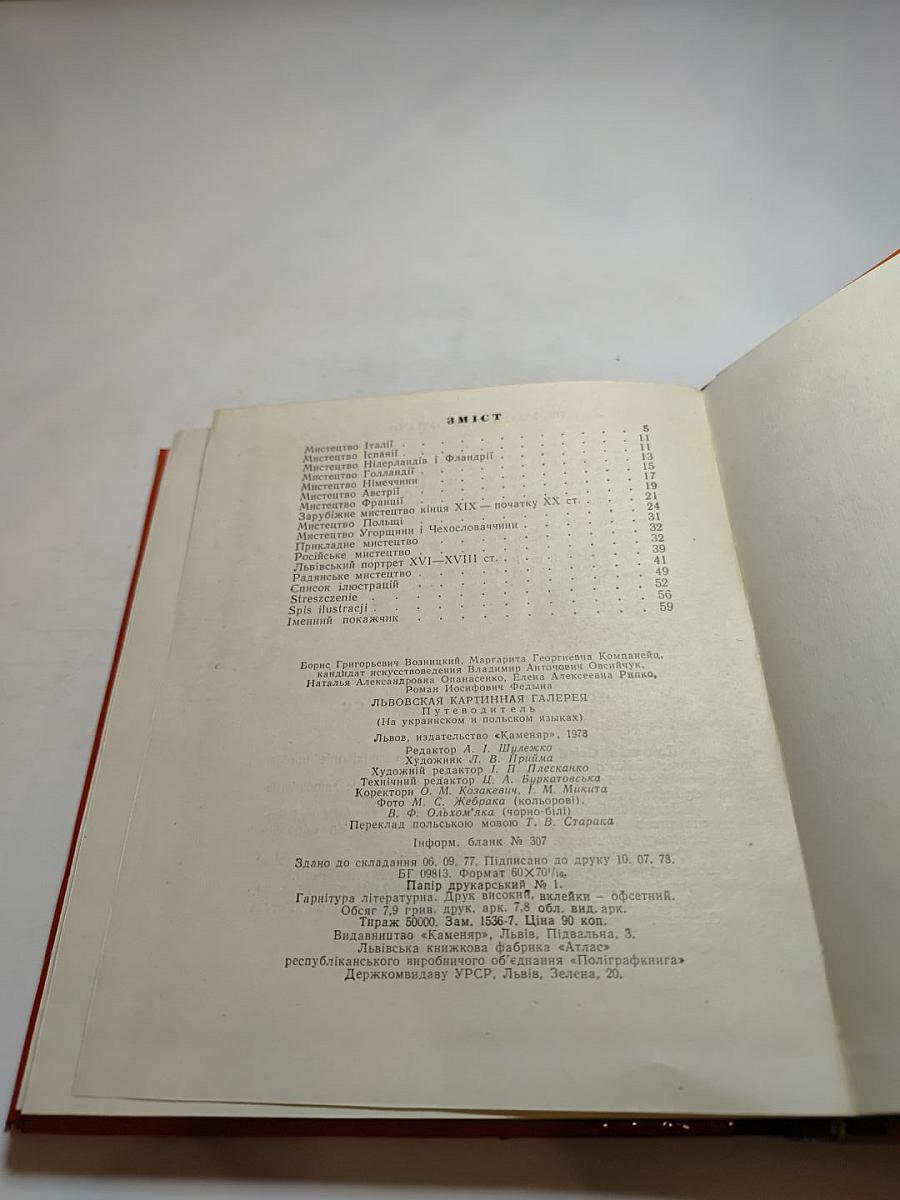 ЗМІСТ
Мистецтво Італії . . . . . . . . . . 5
Мистецтво Іспанії . . . . . . . . . . 11
Мистецтво Нідерландів і Фландрії . . . . . . 11
Мистецтво Голландії . . . . . . . . . 13
Мистецтво Німеччини . . . . . . . . . 15
Мистецтво Австрії . . . . . . . . . . 17
Мистецтво Франції . . . . . . . . . . 19
Зарубіжне мистецтво кінця XIX — початку XX ст. . . . 21
Мистецтво Польщі . . . . . . . . . . 24
Мистецтво Угорщини і Чехословаччини . . . . . 31
Прикладне мистецтво . . . . . . . . . 32
Російське мистецтво . . . . . . . . . 32
Львівський портрет XVI—XVIII ст. . . . . . . 39
Радянське мистецтво . . . . . . . . . 41
Список ілюстрацій . . . . . . . . . . 49
Streszczenie . . . . . . . . . . . 52
Spis ilustracji . . . . . . . . . . . 56
Іменний покажчик . . . . . . . . . . 59
Борис Григорьевич Возницкий, Маргарита Георгиевна Компанейц,
кандидат искусствоведения Владимир Антонович Овсийчук,
Наталья Александровна Опанасенко, Елена Алексеевна Рипко,
Роман Иосифович Федына
ЛЬВОВСКАЯ КАРТИННАЯ ГАЛЕРЕЯ
Путеводитель
(На украинском и польском языках)
Львов, издательство «Каменяр», 1978
Редактор А. І. Шулежко
Художник Л. В. Прийма
Художній редактор І. П. Плесканко
Технічний редактор Ц. А. Буркатовська
Коректори О. М. Козакевич, І. М. Микита
Фото М. С. Жебрака (кольорові),
В. Ф. Ольхом'яка (чорно-білі)
Переклад польською мовою Т. В. Старака
Інформ. бланк № 307
Здано до складання 06. 09. 77. Підписано до друку 10. 07. 78.
БГ 09813. Формат 60×70¹/₁₆.
Папір друкарський № 1.
Гарнітура літературна. Друк високий, вклейки — офсетний.
Обсяг 7,9 грив. друк. арк. 7,8 обл. вид. арк.
Тираж 50000. Зам. 1536-7. Ціна 90 коп.
Видавництво «Каменяр», Львів, Підвальна, 3.
Львівська книжкова фабрика «Атлас»
республіканського виробничого об'єднання «Поліграфкнига»
Держкомвидаву УРСР, Львів, Зелена, 20.